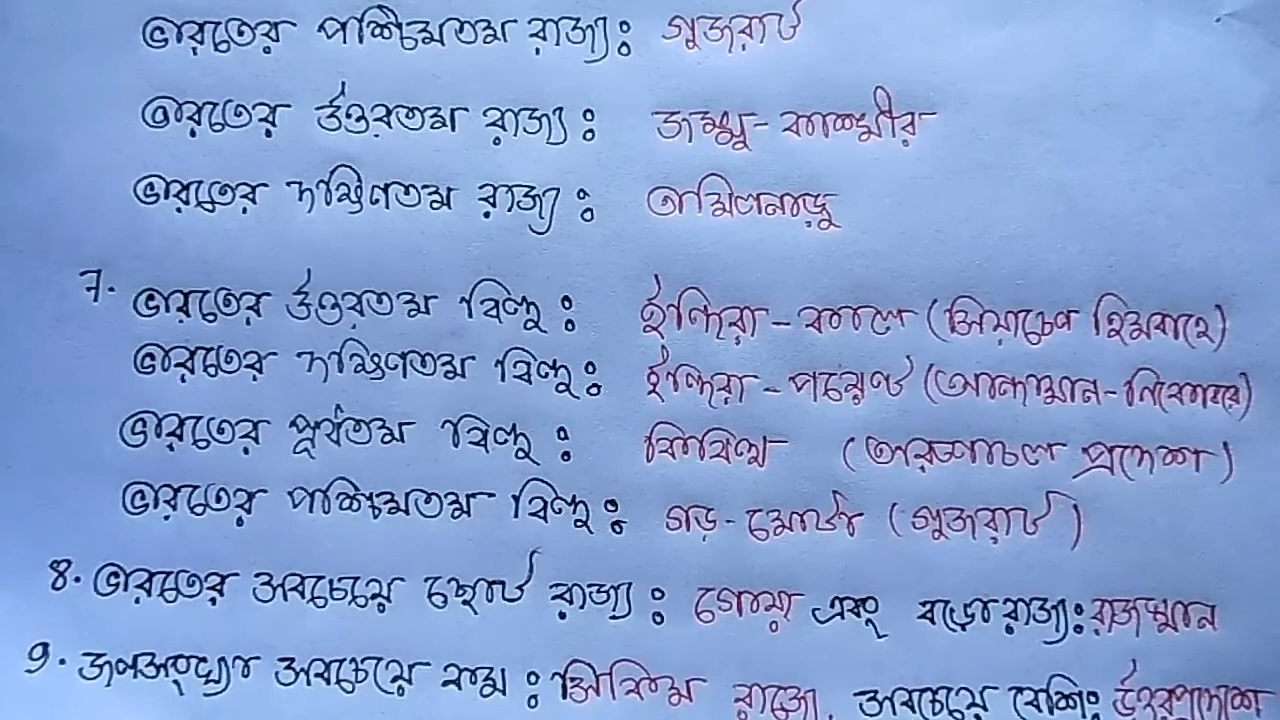 ভারতের পশ্চিমতম রাজ্য : গুজরাট
ভারতের উত্তরতম রাজ্য : জম্মু - কাশ্মীর
ভারতের দক্ষিণতম রাজ্য : তামিলনাড়ু
7. ভারতের উত্তরতম বিন্দু : ইন্দিরা - কল (সিয়াচেন হিমবাহে)
ভারতের দক্ষিণতম বিন্দু : ইন্দিরা - পয়েন্ট (আন্দামান - নিকোবরে)
ভারতের পূর্বতম বিন্দু : কিবিথু (অরুণাচল প্রদেশ)
ভারতের পশ্চিমতম বিন্দু : গড় - মোটা (গুজরাট)
8. ভারতের সবচেয়ে ছোট রাজ্য : গোয়া এবং বড়ো রাজ্য : রাজস্থান
9. জনসংখ্যায় সবচেয়ে কম : সিকিম রাজ্যে, সবচেয়ে বেশি : উত্তরপ্রদেশে